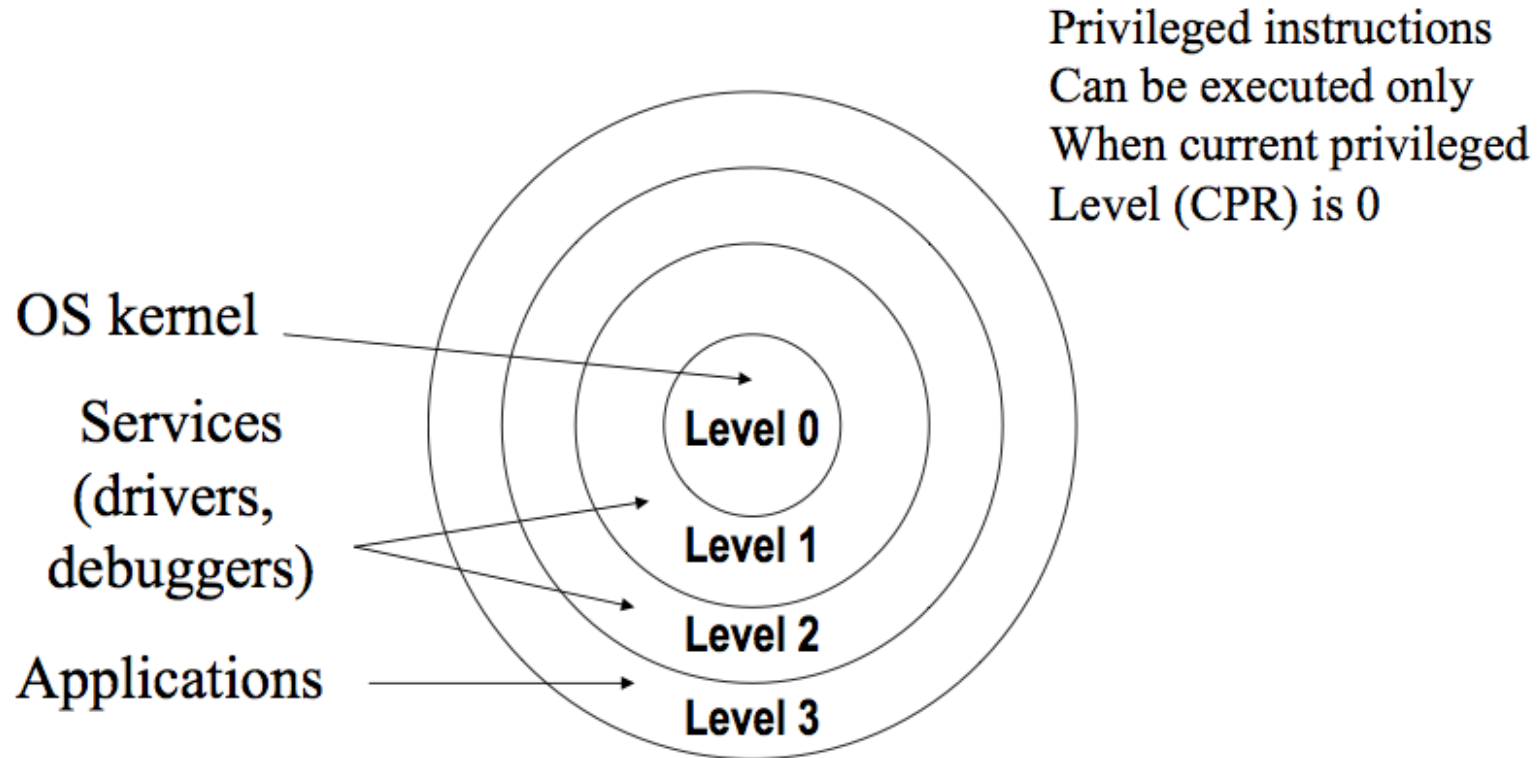 Privileged instructions
Can be executed only
When current privileged
Level (CPR) is 0
OS kernel
Services
(drivers,
debuggers)
Applications
Level 0
Level 1
Level 2
Level 3